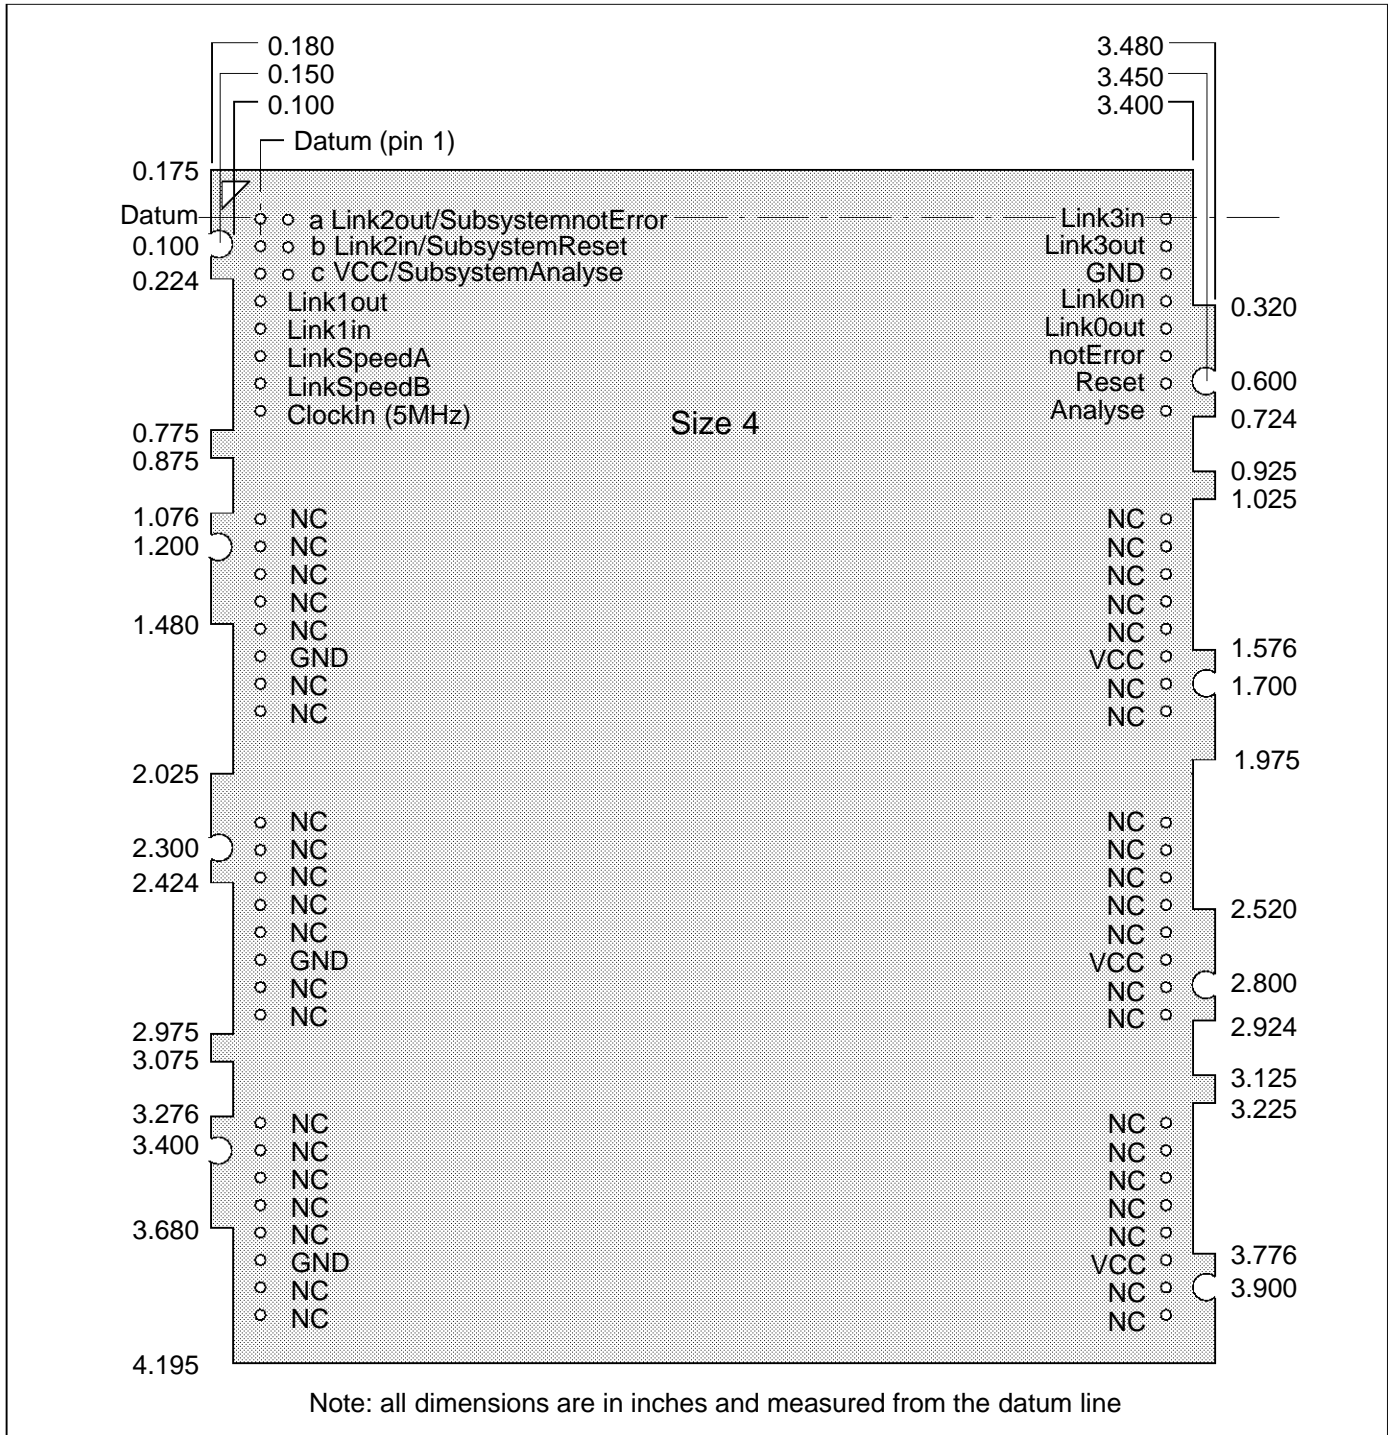 0.180 3.480
0.150 3.450
0.100 3.400
Datum (pin 1)
0.175
Datum a Link2out/SubsystemnotError Link3in
0.100 b Link2in/SubsystemReset Link3out
0.224 c VCC/SubsystemAnalyse GND
Link1out Link0in 0.320
Link1in Link0out
LinkSpeedA notError
LinkSpeedB Reset 0.600
ClockIn (5MHz) Size 4 Analyse 0.724
0.775
0.875 0.925
1.025
1.076 NC NC
1.200 NC NC
NC NC
NC NC
1.480 NC NC
GND VCC 1.576
NC NC 1.700
NC NC
1.975
2.025
NC NC
2.300 NC NC
2.424 NC NC
NC NC 2.520
NC NC
GND VCC
NC NC 2.800
NC NC 2.924
2.975
3.075 3.125
3.225
3.276 NC NC
3.400 NC NC
NC NC
NC NC
3.680 NC NC
GND VCC 3.776
NC NC 3.900
NC NC
4.195
Note: all dimensions are in inches and measured from the datum line